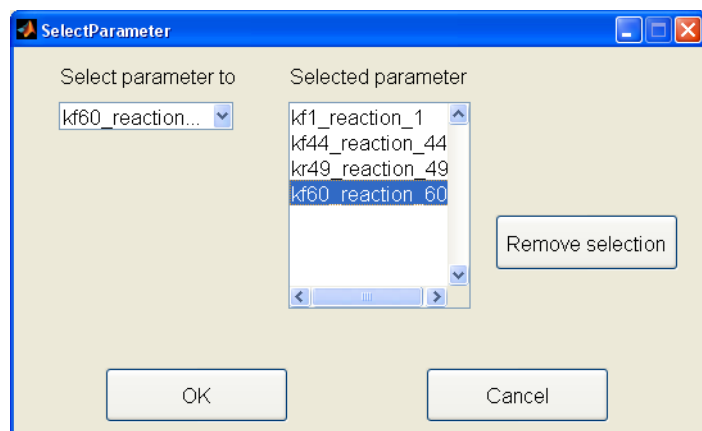 SelectParameter
Select parameter to
Selected parameter
kf60_reaction...
kf1_reaction_1
kf44_reaction_44
kr49_reaction_49
kf60_reaction_60
Remove selection
OK
Cancel